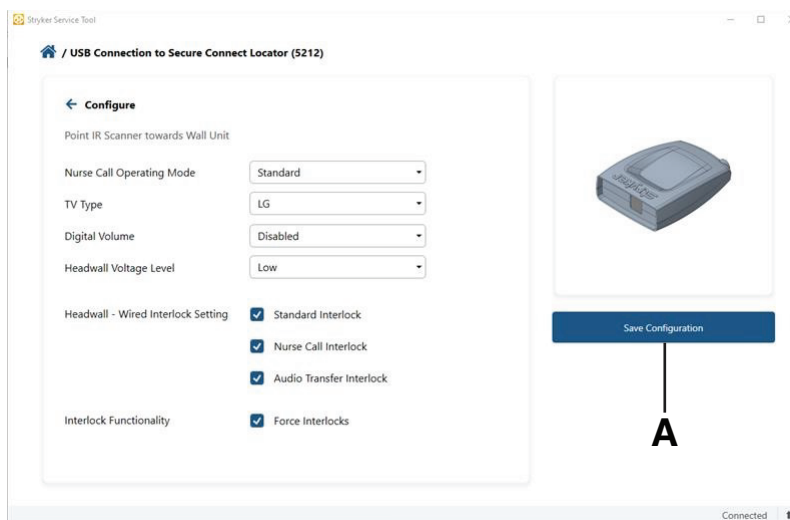 Stryker Service Tool
/ USB Connection to Secure Connect Locator (5212)
Configure
Point IR Scanner towards Wall Unit
Nurse Call Operating Mode Standard
TV Type LG
Digital Volume Disabled
Headwall Voltage Level Low
Headwall - Wired Interlock Setting Standard Interlock
Nurse Call Interlock
Audio Transfer Interlock
Interlock Functionality Force Interlocks
stryker
Save Configuration
A
Connected